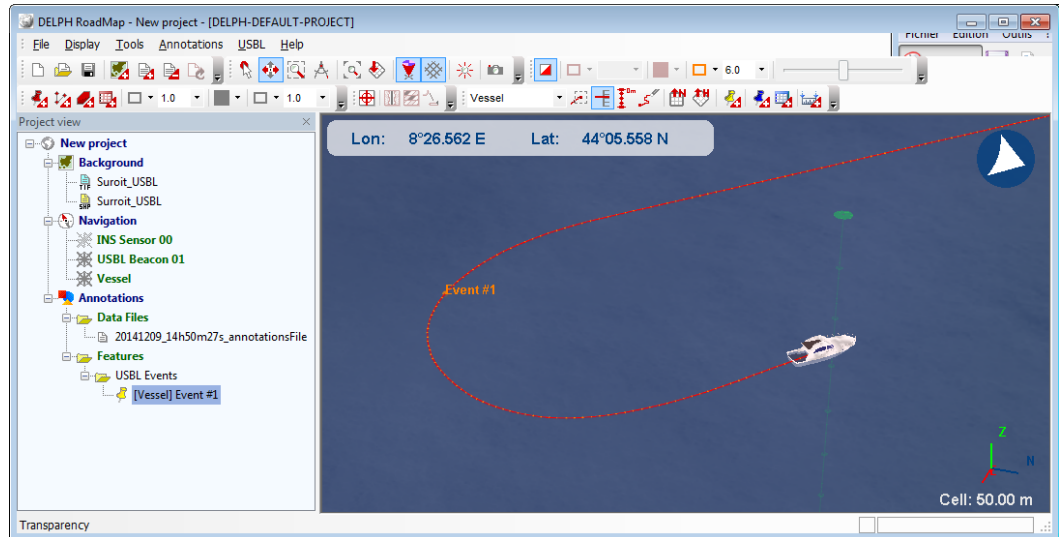 DELPH RoadMap - New project - [DELPH-DEFAULT-PROJECT]
Fichier Edition Outils
File Display Tools Annotations USBL Help
6.0
1.0 1.0 Vessel
Project view
Lon: 8°26.562 E Lat: 44°05.558 N
New project
Background
TIF Suroit_USBL
SHP Surroit_USBL
Navigation
INS Sensor 00
USBL Beacon 01
Vessel
Annotations
Data Files
20141209_14h50m27s_annotationsFile
Features
USBL Events
[Vessel] Event #1
Event #1
Z
N
Cell: 50.00 m
Transparency